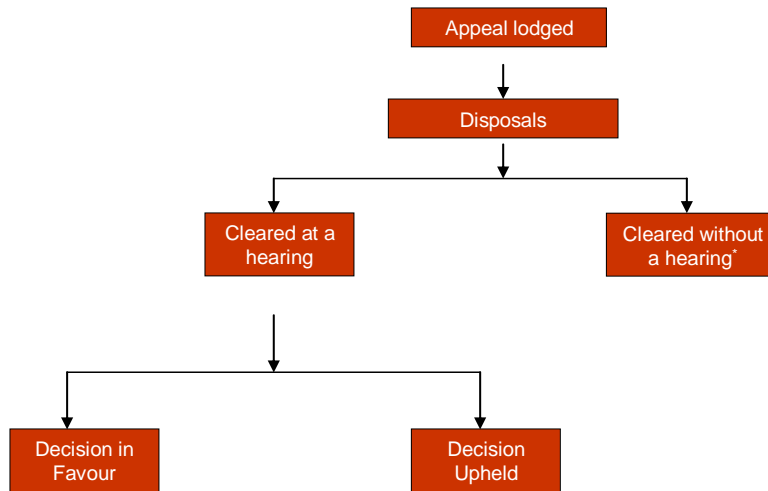 Appeal lodged
Disposals
Cleared at a
hearing
Cleared without
a hearing*
Decision in
Favour
Decision
Upheld